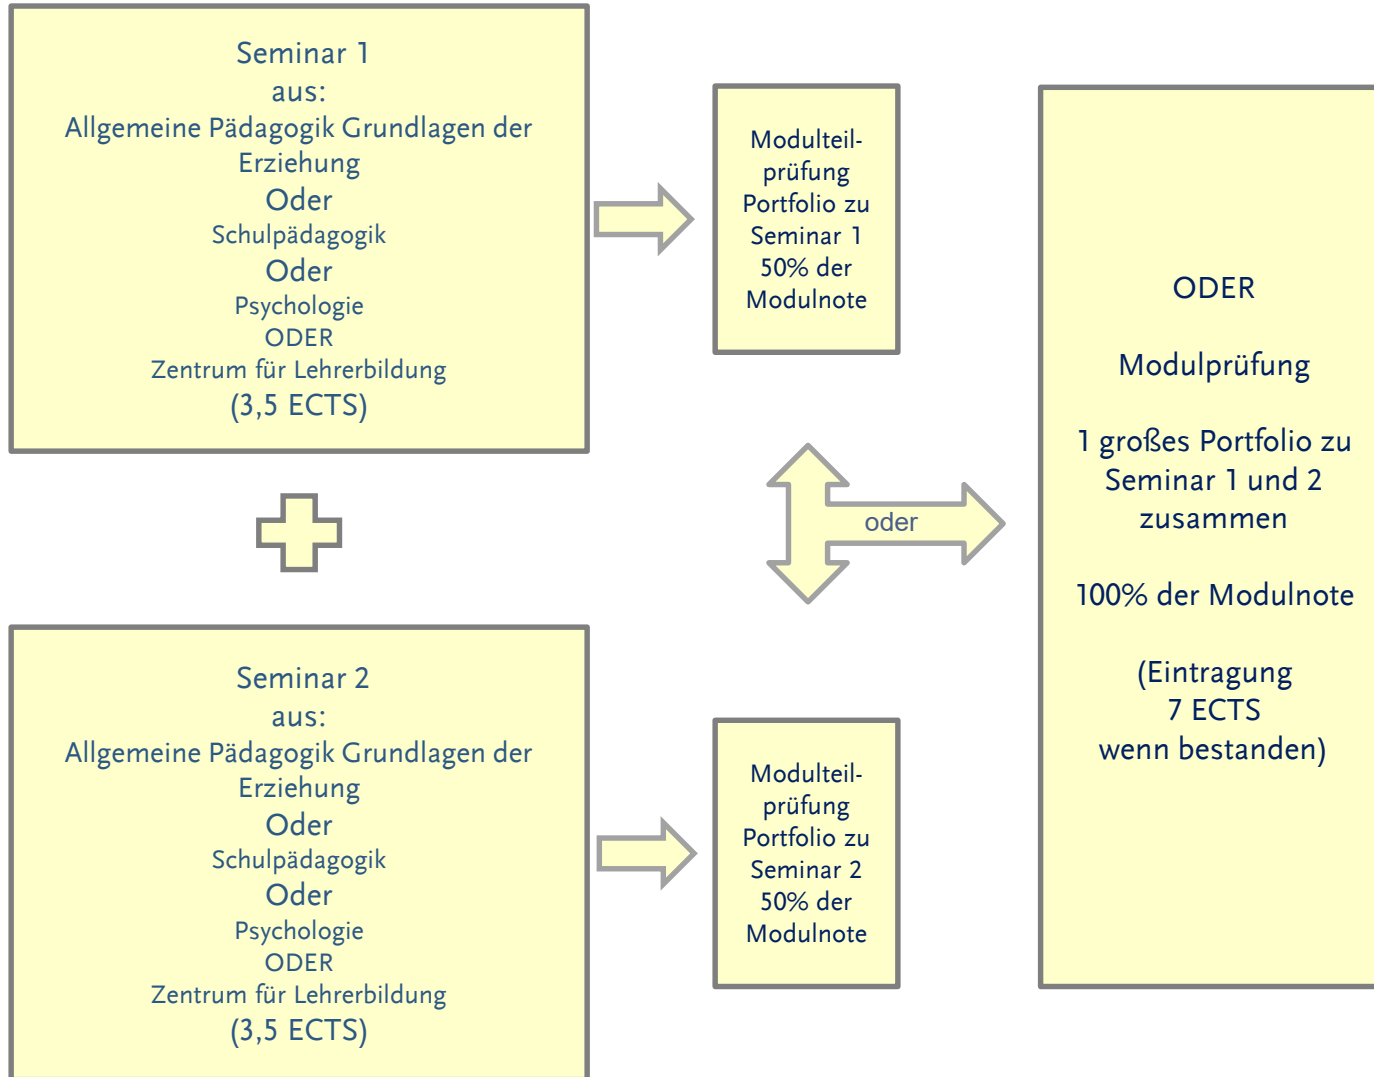 Seminar 1
aus:
Allgemeine Pädagogik Grundlagen der
Erziehung
Oder
Schulpädagogik
Oder
Psychologie
ODER
Zentrum für Lehrerbildung
(3,5 ECTS)
Modulteil-
prüfung
Portfolio zu
Seminar 1
50% der
Modulnote
oder
Seminar 2
aus:
Allgemeine Pädagogik Grundlagen der
Erziehung
Oder
Schulpädagogik
Oder
Psychologie
ODER
Zentrum für Lehrerbildung
(3,5 ECTS)
Modulteil-
prüfung
Portfolio zu
Seminar 2
50% der
Modulnote
ODER
Modulprüfung
1 großes Portfolio zu
Seminar 1 und 2
zusammen
100% der Modulnote
(Eintragung
7 ECTS
wenn bestanden)